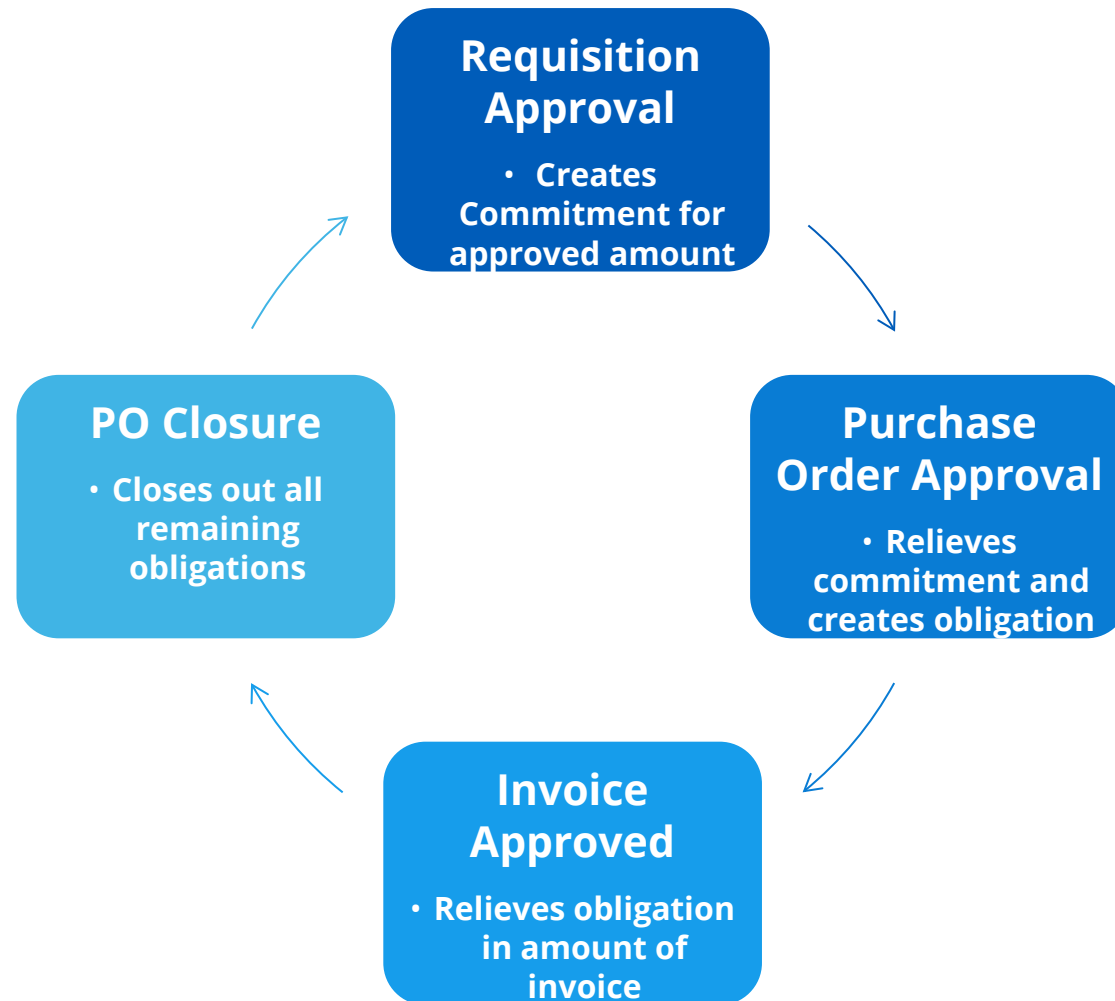 Requisition
Approval
• Creates
Commitment for
approved amount
Purchase
Order Approval
• Relieves
commitment and
creates obligation
Invoice
Approved
• Relieves obligation
in amount of
invoice
PO Closure
• Closes out all
remaining
obligations